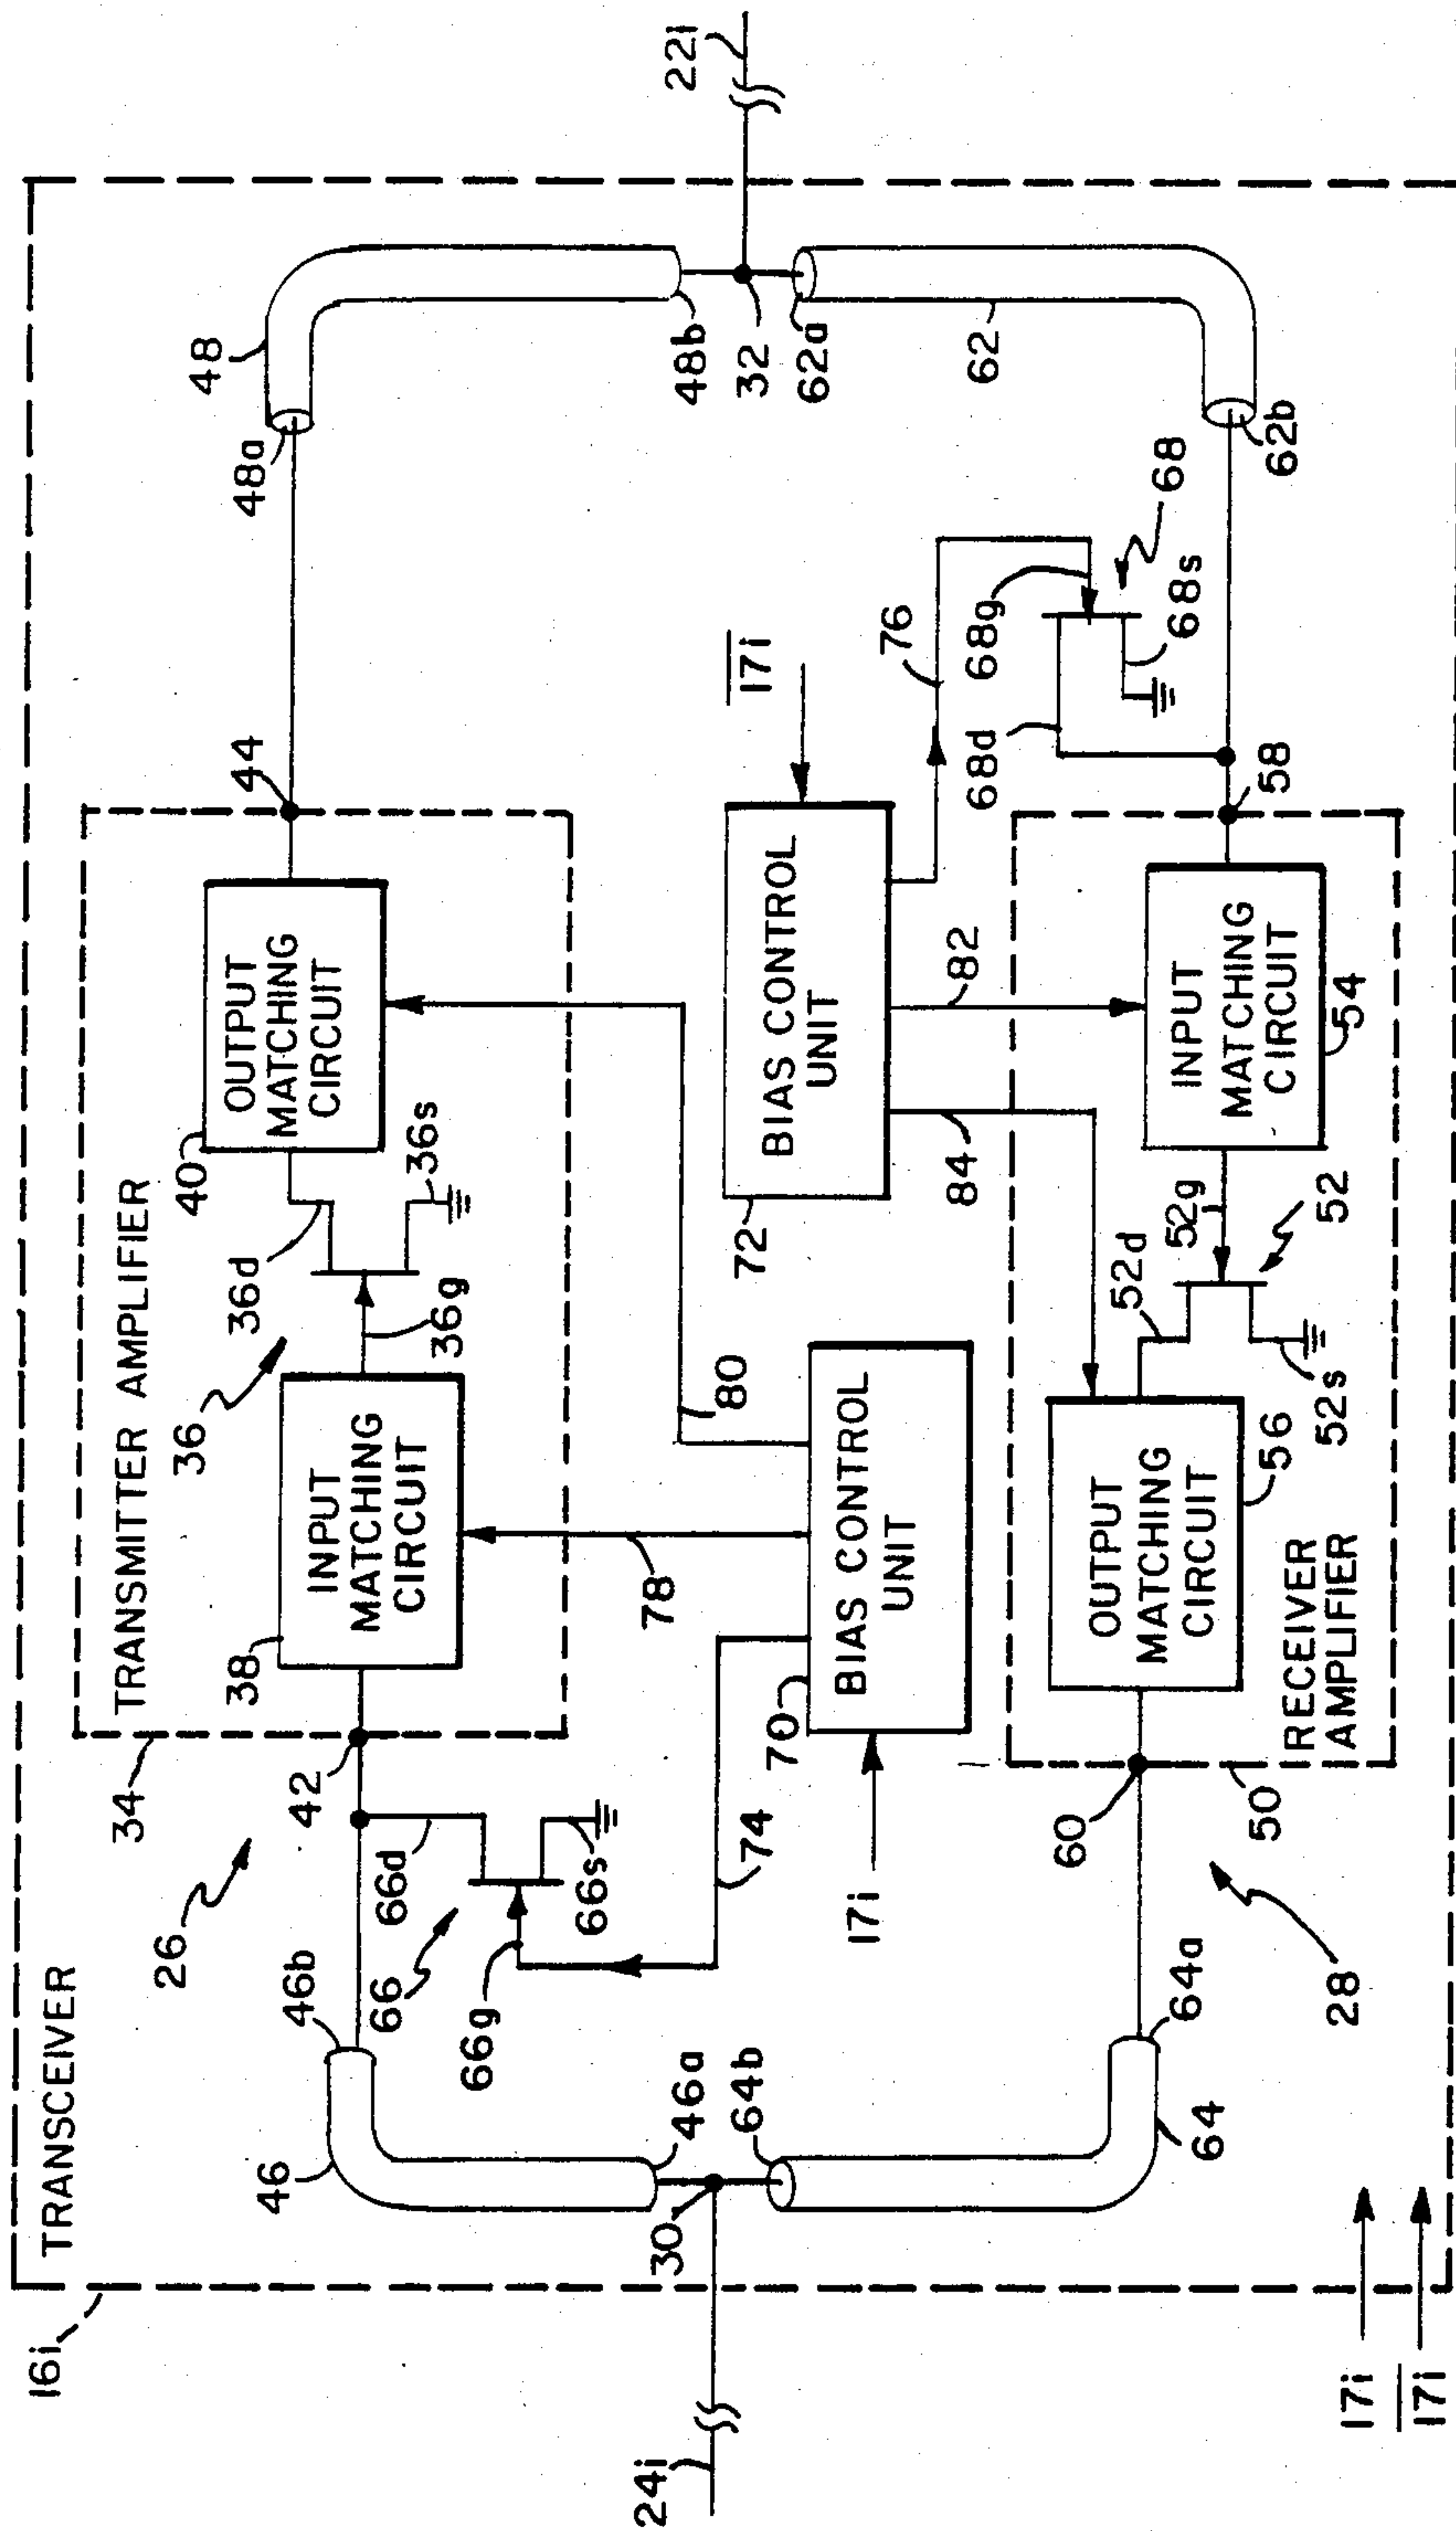 16i
TRANSCEIVER
26
34
TRANSMITTER AMPLIFIER
46
46b
42
38
INPUT
MATCHING
CIRCUIT
36
36g
36d
36s
40
OUTPUT
MATCHING
CIRCUIT
44
48a
48
66d
66
66g
66s
74
78
80
46a
30
64b
24i
17i
70
BIAS CONTROL
UNIT
72
BIAS CONTROL
UNIT
17i
76
82
84
68d
68g
68
68s
48b
32
62a
22i
62
62b
60
64a
64
28
50
RECEIVER
AMPLIFIER
OUTPUT
MATCHING
CIRCUIT
56
52d
52s
52g
52
INPUT
MATCHING
CIRCUIT
54
58
17i
17i